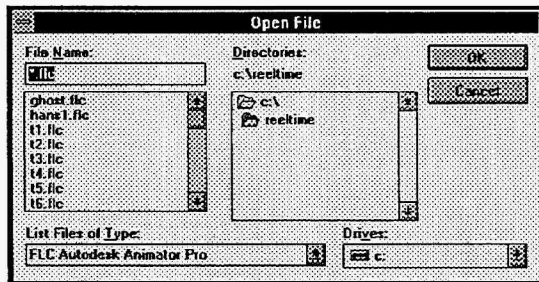 Open File
File Name:
*.flc
ghost.flc
hans1.flc
t1.flc
t2.flc
t3.flc
t4.flc
t5.flc
t6.flc
Directories:
c:\reeltime
c:\
reeltime
OK
Cancel
List Files of Type:
FLC Autodesk Animator Pro
Drives:
c: